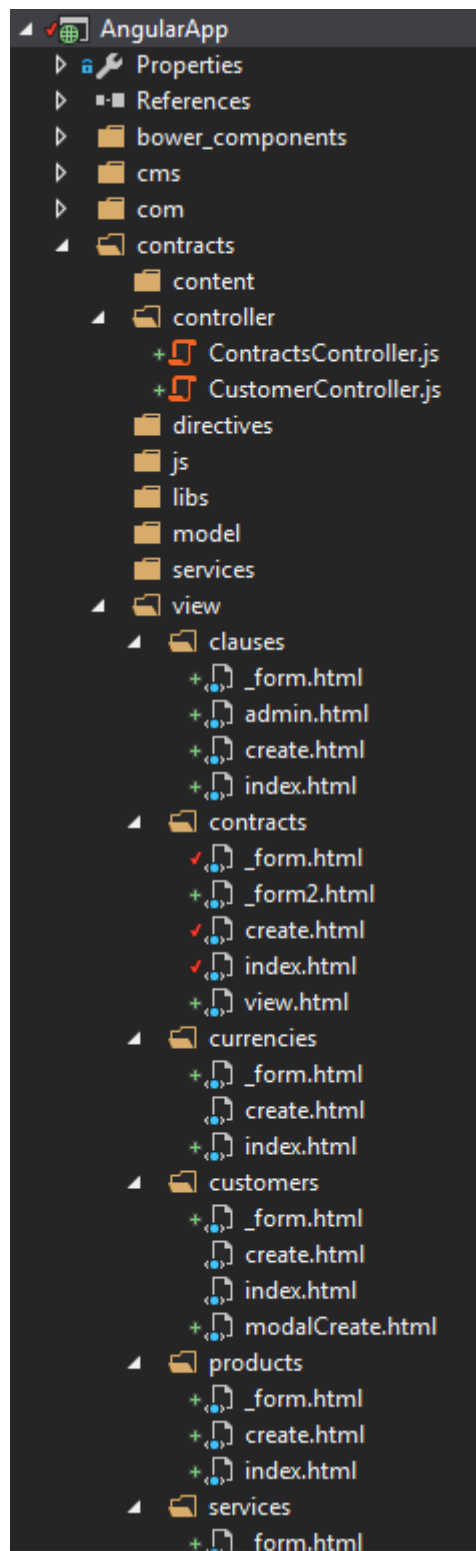 AngularApp
Properties
References
bower_components
cms
com
contracts
content
controller
ContractsController.js
CustomerController.js
directives
js
libs
model
services
view
clauses
_form.html
admin.html
create.html
index.html
contracts
_form.html
_form2.html
create.html
index.html
view.html
currencies
_form.html
create.html
index.html
customers
_form.html
create.html
index.html
modalCreate.html
products
_form.html
create.html
index.html
services
_form.html